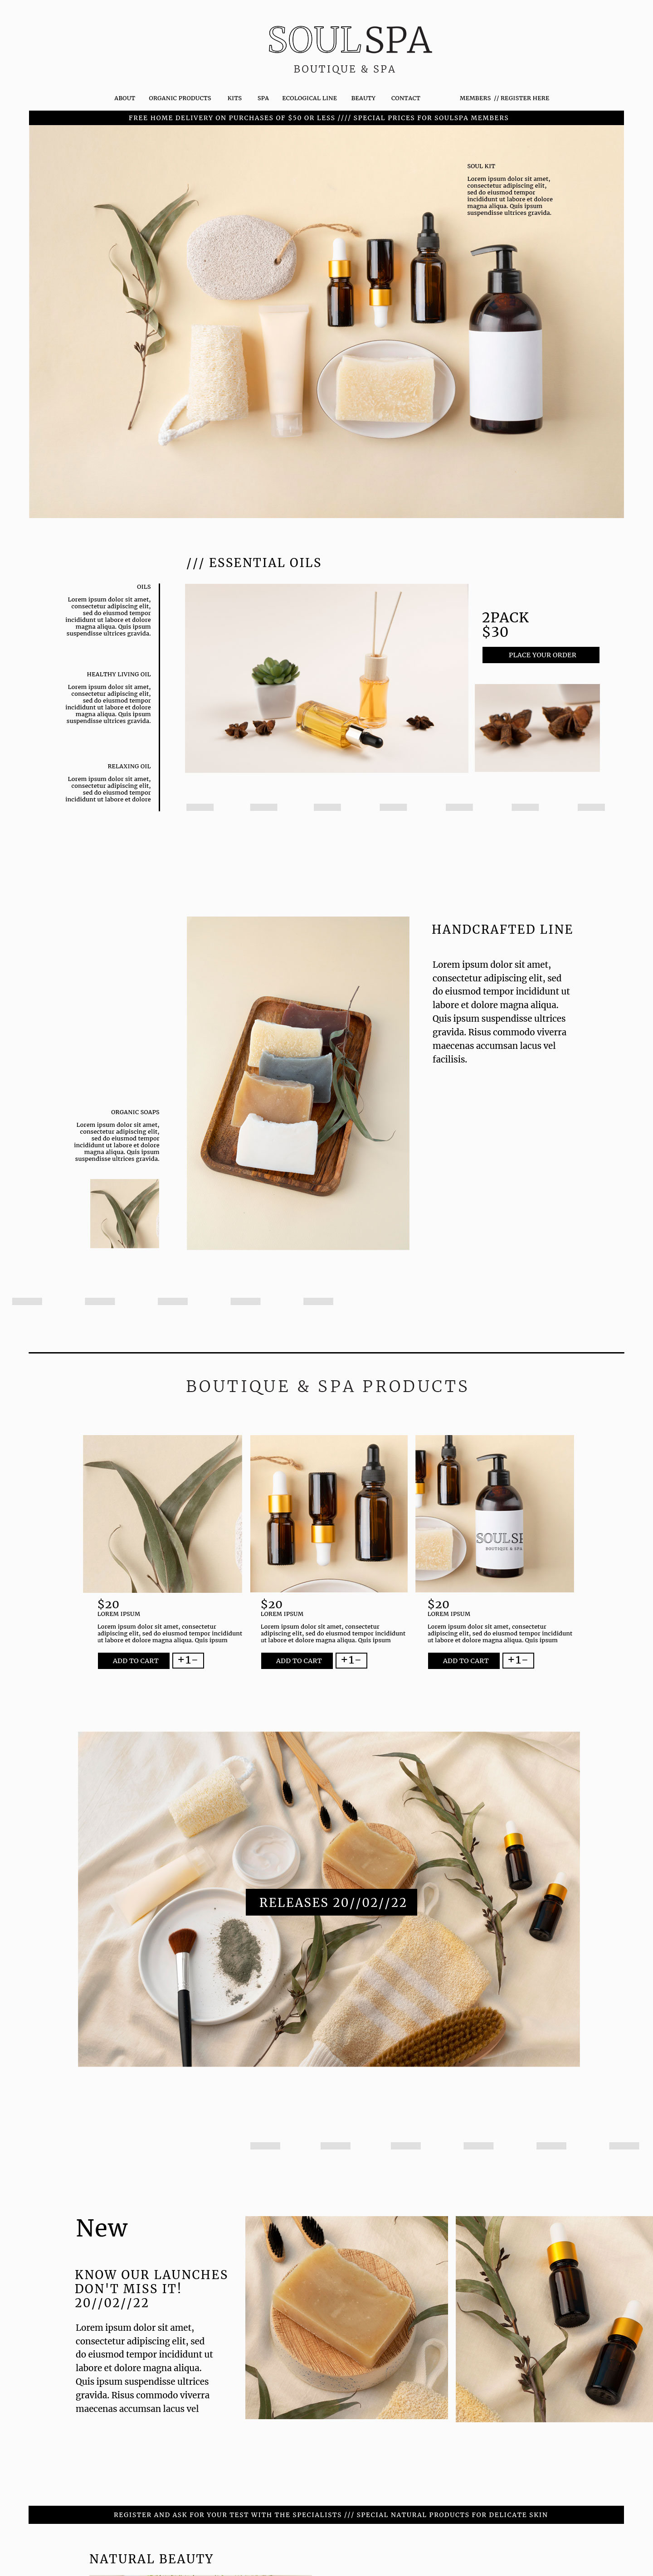 SOULSPA
BOUTIQUE & SPA
ABOUT ORGANIC PRODUCTS KITS SPA ECOLOGICAL LINE BEAUTY CONTACT MEMBERS // REGISTER HERE
FREE HOME DELIVERY ON PURCHASES OF $50 OR LESS //// SPECIAL PRICES FOR SOULSPA MEMBERS
SOUL KIT
Lorem ipsum dolor sit amet,
consectetur adipiscing elit,
sed do eiusmod tempor
incididunt ut labore et dolore
magna aliqua. Quis ipsum
suspendisse ultrices gravida.
/// ESSENTIAL OILS
OILS
Lorem ipsum dolor sit amet,
consectetur adipiscing elit,
sed do eiusmod tempor
incididunt ut labore et dolore
magna aliqua. Quis ipsum
suspendisse ultrices gravida.
HEALTHY LIVING OIL
Lorem ipsum dolor sit amet,
consectetur adipiscing elit,
sed do eiusmod tempor
incididunt ut labore et dolore
magna aliqua. Quis ipsum
suspendisse ultrices gravida.
RELAXING OIL
Lorem ipsum dolor sit amet,
consectetur adipiscing elit,
sed do eiusmod tempor
incididunt ut labore et dolore
2PACK
$30
PLACE YOUR ORDER
HANDCRAFTED LINE
Lorem ipsum dolor sit amet,
consectetur adipiscing elit, sed
do eiusmod tempor incididunt ut
labore et dolore magna aliqua.
Quis ipsum suspendisse ultrices
gravida. Risus commodo viverra
maecenas accumsan lacus vel
facilisis.
ORGANIC SOAPS
Lorem ipsum dolor sit amet,
consectetur adipiscing elit,
sed do eiusmod tempor
incididunt ut labore et dolore
magna aliqua. Quis ipsum
suspendisse ultrices gravida.
BOUTIQUE & SPA PRODUCTS
SOULSP
BOUTIQUE & SPA
$20
LOREM IPSUM
Lorem ipsum dolor sit amet, consectetur
adipiscing elit, sed do eiusmod tempor incididunt
ut labore et dolore magna aliqua. Quis ipsum
ADD TO CART +1-
$20
LOREM IPSUM
Lorem ipsum dolor sit amet, consectetur
adipiscing elit, sed do eiusmod tempor incididunt
ut labore et dolore magna aliqua. Quis ipsum
ADD TO CART +1-
$20
LOREM IPSUM
Lorem ipsum dolor sit amet, consectetur
adipiscing elit, sed do eiusmod tempor incididunt
ut labore et dolore magna aliqua. Quis ipsum
ADD TO CART +1-
RELEASES 20//02//22
New
KNOW OUR LAUNCHES
DON'T MISS IT!
20//02//22
Lorem ipsum dolor sit amet,
consectetur adipiscing elit, sed
do eiusmod tempor incididunt ut
labore et dolore magna aliqua.
Quis ipsum suspendisse ultrices
gravida. Risus commodo viverra
maecenas accumsan lacus vel
REGISTER AND ASK FOR YOUR TEST WITH THE SPECIALISTS /// SPECIAL NATURAL PRODUCTS FOR DELICATE SKIN
NATURAL BEAUTY